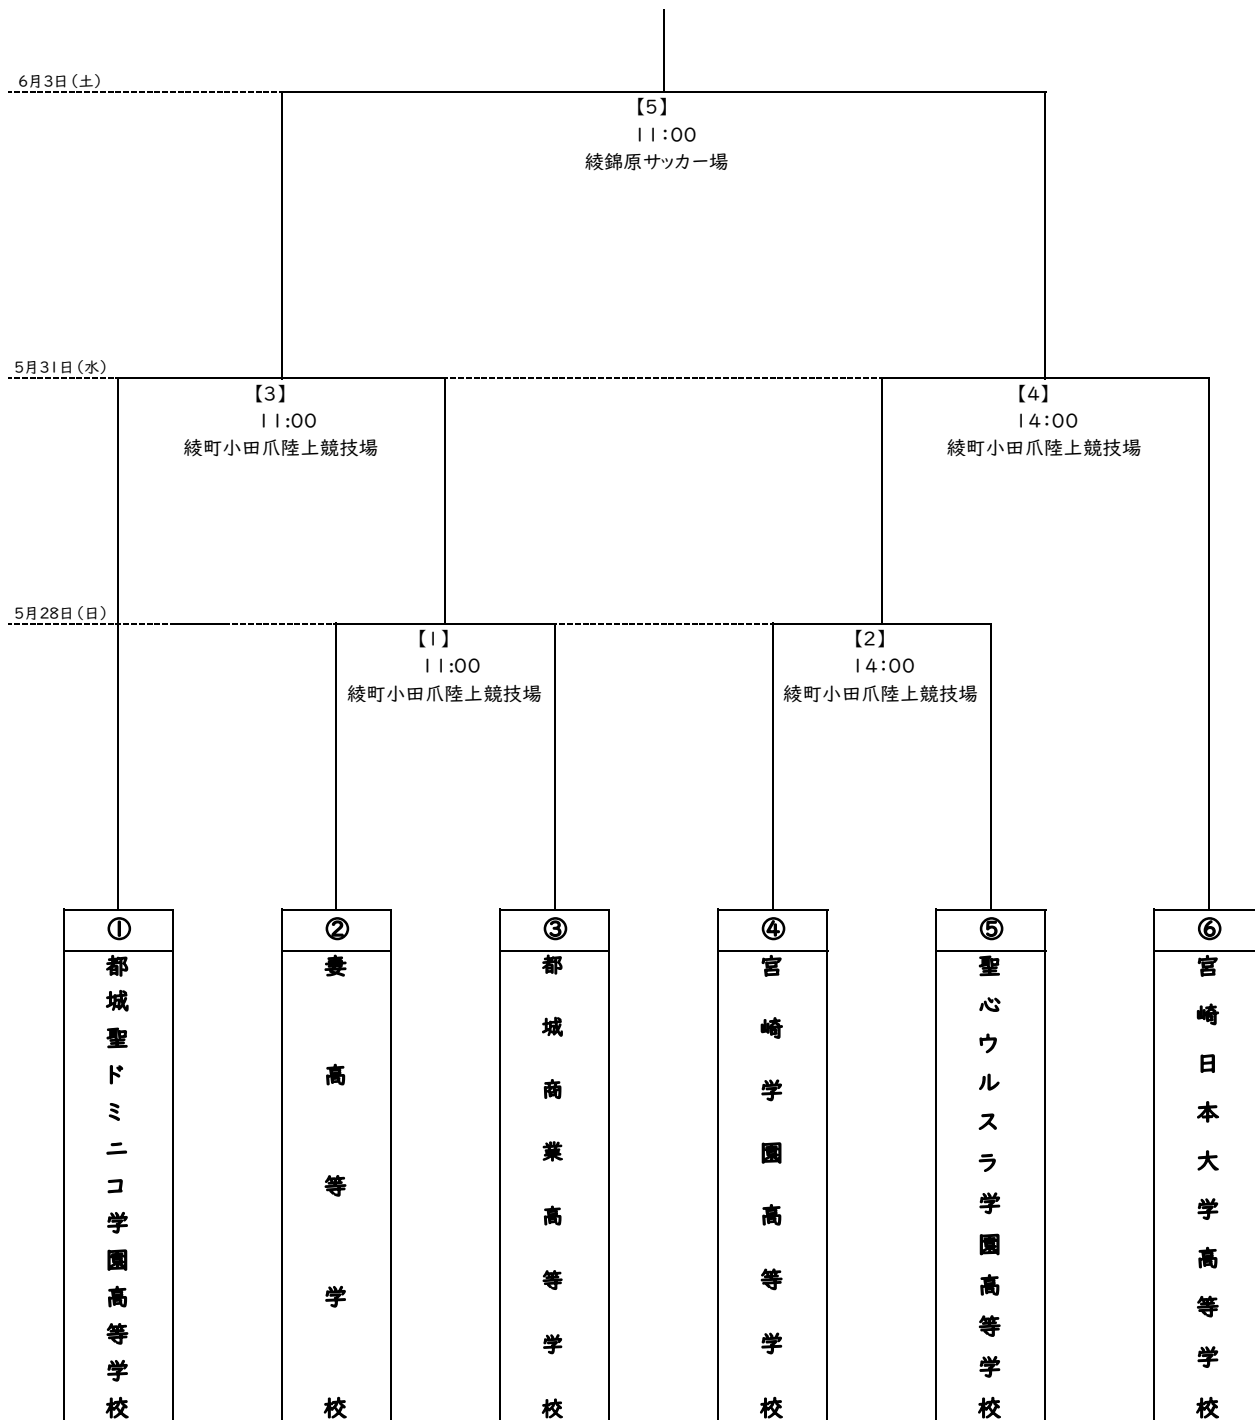 6月3日(土)
【5】
11:00
綾錦原サッカー場
5月31日(水)
【3】
11:00
綾町小田爪陸上競技場
【4】
14:00
綾町小田爪陸上競技場
5月28日(日)
【1】
11:00
綾町小田爪陸上競技場
【2】
14:00
綾町小田爪陸上競技場
①
都城聖ドミニコ学園高等学校
②
妻高等学校
③
都城商業高等学校
④
宮崎学園高等学校
⑤
聖心ウルスラ学園高等学校
⑥
宮崎日本大学高等学校